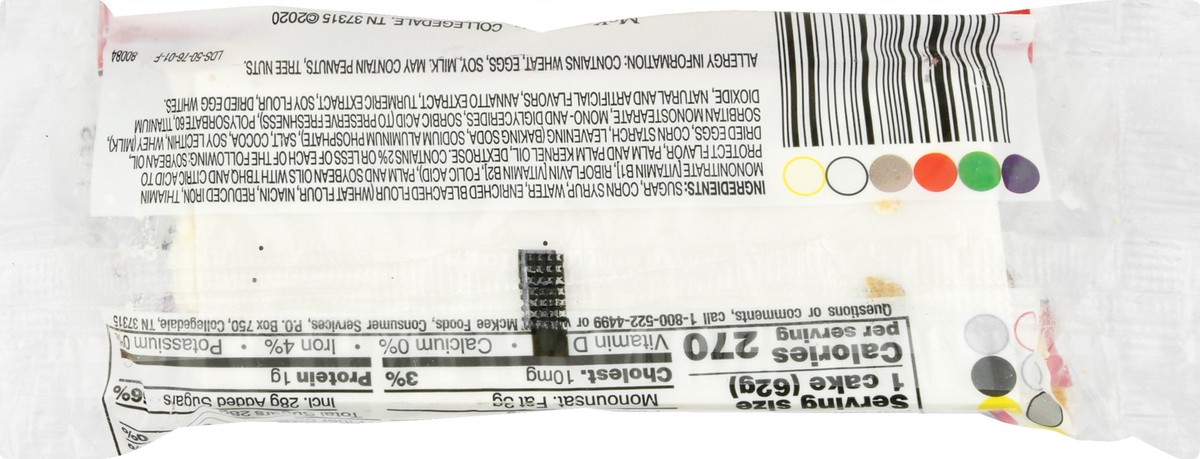 Serving size
1 cake (62g)
Calories
per serving
270
Monounsat. Fat 3g
Cholest. 10mg 3%
Total Sugars 28g
Incl. 28g Added Sugars
Protein 1g
Vitamin D • Calcium 0% • Iron 4% • Potassium 0%
Questions or comments, call 1-800-522-4499 or McKee Foods, Consumer Services, P.O. Box 750, Collegedale, TN 37315
INGREDIENTS: SUGAR, CORN SYRUP, WATER, ENRICHED BLEACHED FLOUR (WHEAT FLOUR, NIACIN, REDUCED IRON, THIAMIN
MONONITRATE [VITAMIN B1], RIBOFLAVIN [VITAMIN B2], FOLIC ACID), PALM AND SOYBEAN OILS WITH TBHQ AND CITRIC ACID TO
PROTECT FLAVOR, PALM AND PALM KERNEL OIL, DEXTROSE. CONTAINS 2% OR LESS OF EACH OF THE FOLLOWING: SOYBEAN OIL,
DRIED EGGS, CORN STARCH, LEAVENING (BAKING SODA, SODIUM ALUMINUM PHOSPHATE), SALT, COCOA, SOY LECITHIN, WHEY (MILK),
SORBITAN MONOSTEARATE, MONO- AND DIGLYCERIDES, SORBIC ACID (TO PRESERVE FRESHNESS), POLYSORBATE 60, TITANIUM
DIOXIDE, NATURAL AND ARTIFICIAL FLAVORS, ANNATTO EXTRACT, TURMERIC EXTRACT, SOY FLOUR, DRIED EGG WHITES.
ALLERGY INFORMATION: CONTAINS WHEAT, EGGS, SOY, MILK. MAY CONTAIN PEANUTS, TREE NUTS.
LDS-50-76-01-F 80084
COLLEGEDALE, TN 37315 ©2020